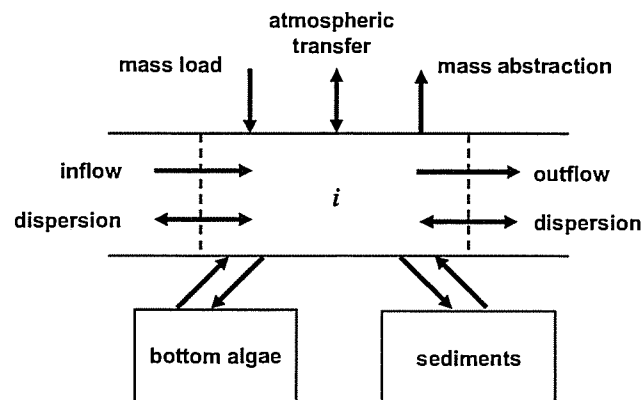 atmospheric
transfer
mass load
mass abstraction
inflow
i
outflow
dispersion
dispersion
bottom algae
sediments